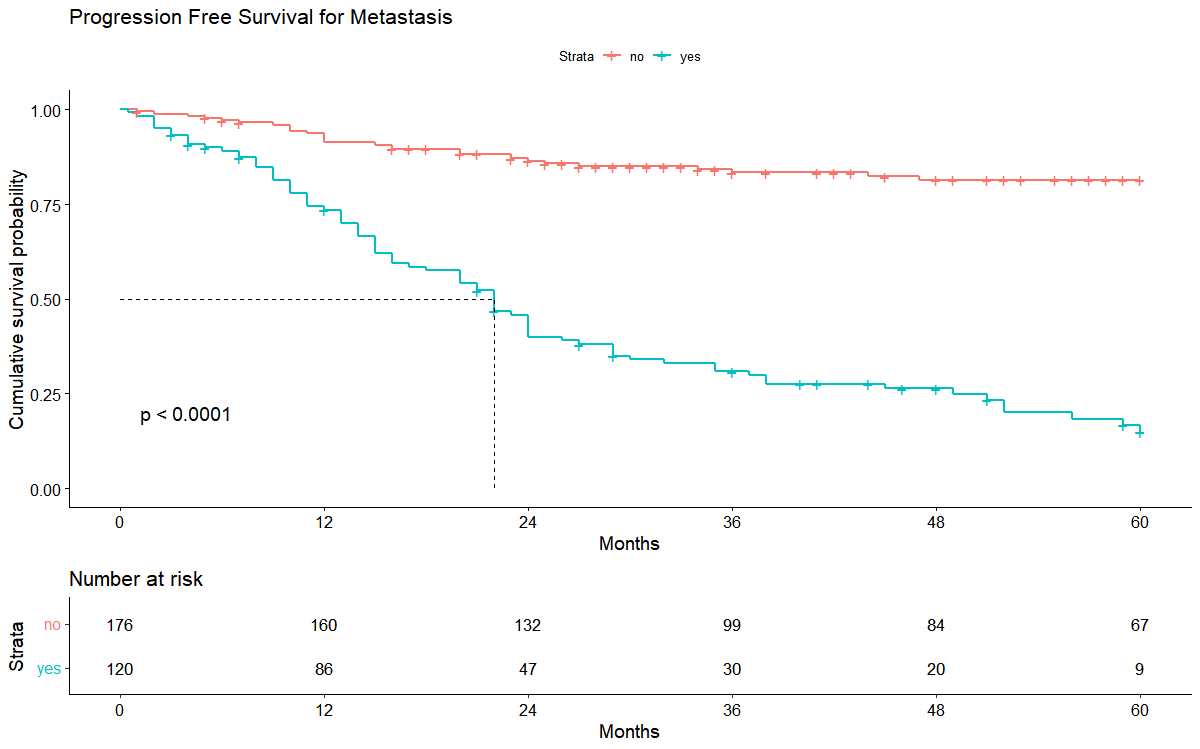 Progression Free Survival for Metastasis
Strata no yes
Cumulative survival probability
1.00
0.75
0.50
0.25
0.00
p < 0.0001
0 12 24 36 48 60
Months
Number at risk
Strata
no 176 160 132 99 84 67
yes 120 86 47 30 20 9
0 12 24 36 48 60
Months